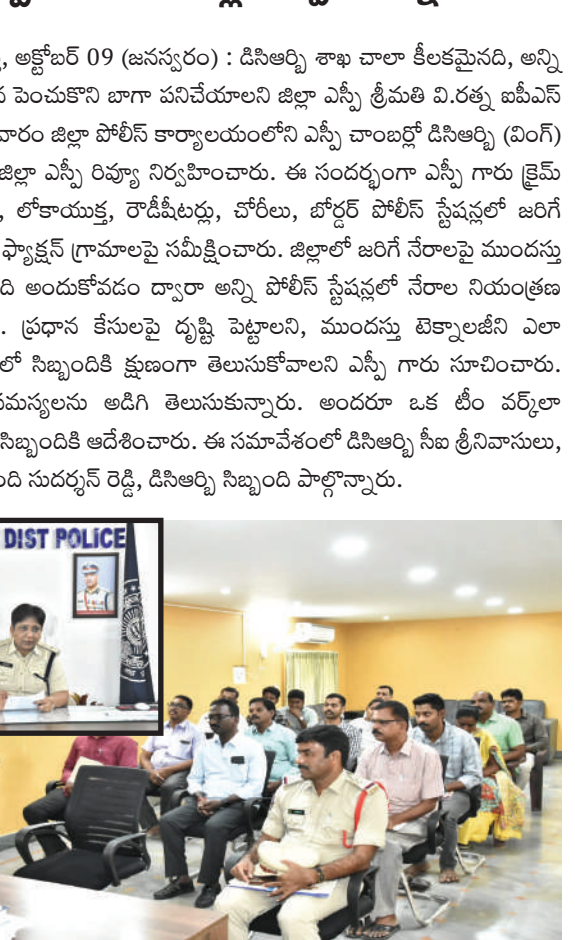 అక్టోబర్ 09 (జనస్వరం) : డిసిఆర్బి శాఖ చాలా కీలకమైనది, అన్ని
పెంచుకొని బాగా పనిచేయాలని జిల్లా ఎస్పీ శ్రీమతి వి.రత్న ఐపీఎస్
జిల్లా పోలీస్ కార్యాలయంలోని ఎస్పీ చాంబర్లో డిసిఆర్బి (వింగ్)
జిల్లా ఎస్పీ రివ్యూ నిర్వహించారు. ఈ సందర్భంగా ఎస్పీ గారు క్రైమ్
, లోకాయుక్త, రౌడీషీటర్లు, చోరీలు, బోర్డర్ పోలీస్ స్టేషన్లలో జరిగే
ఫ్యాక్షన్ గ్రామాలపై సమీక్షించారు. జిల్లాలో జరిగే నేరాలపై ముందస్తు
అందుకోవడం ద్వారా అన్ని పోలీస్ స్టేషన్లలో నేరాల నియంత్రణ
. ప్రధాన కేసులపై దృష్టి పెట్టాలని, ముందస్తు టెక్నాలజీని ఎలా
లో సిబ్బందికి క్షుణంగా తెలుసుకోవాలని ఎస్పీ గారు సూచించారు.
సమస్యలను అడిగి తెలుసుకున్నారు. అందరూ ఒక టీం వర్క్‌లా
సిబ్బందికి ఆదేశించారు. ఈ సమావేశంలో డిసిఆర్బి సీఐ శ్రీనివాసులు,
సుదర్శన్ రెడ్డి, డిసిఆర్బి సిబ్బంది పాల్గొన్నారు.
DIST POLiCE